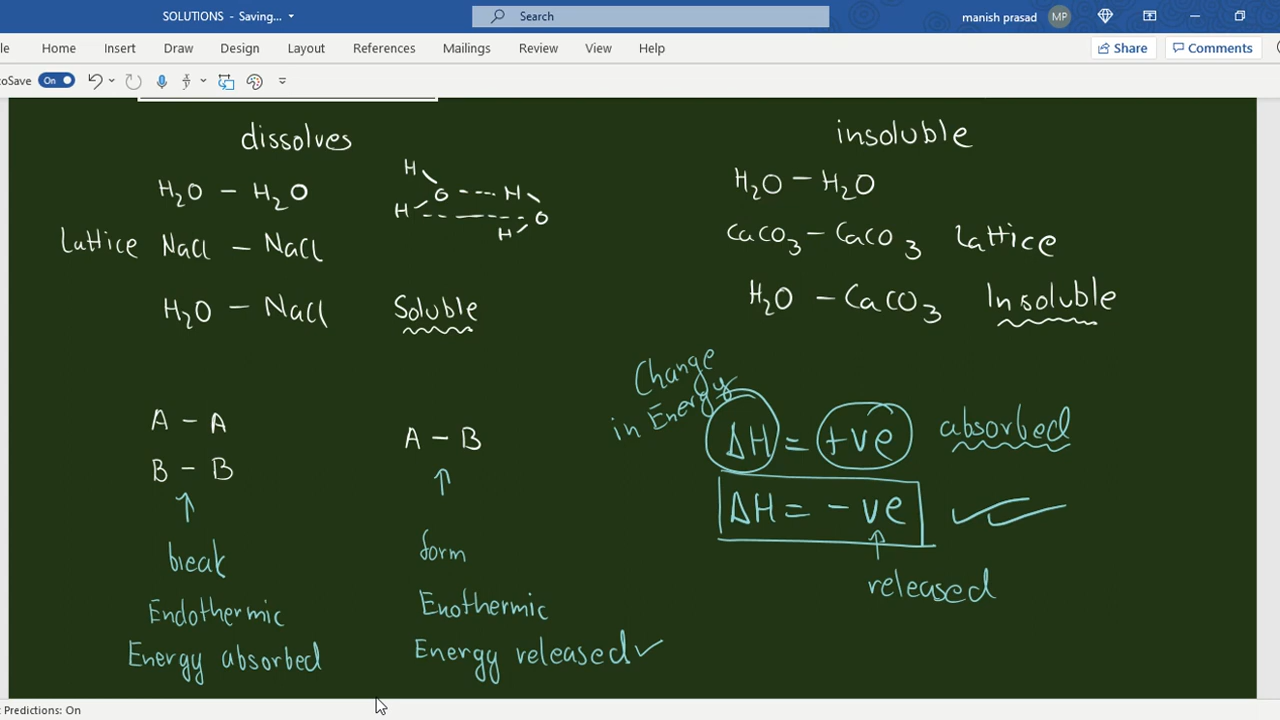 SOLUTIONS - Saving...
Search
manish prasad
MP
le Home Insert Draw Design Layout References Mailings Review View Help
Share
Comments
oSave On
dissolves
H2O - H2O
Lattice NaCl - NaCl
H2O - NaCl Soluble
H
O ---- H
H ---- O
H
insoluble
H2O - H2O
CaCO3 - CaCO3 Lattice
H2O - CaCO3 Insoluble
A - A
B - B
↑
break
Endothermic
Energy absorbed
A - B
↑
form
Exothermic
Energy released ✓
Change
in Energy
ΔH = +ve absorbed
ΔH = -ve
↑
released
Predictions: On